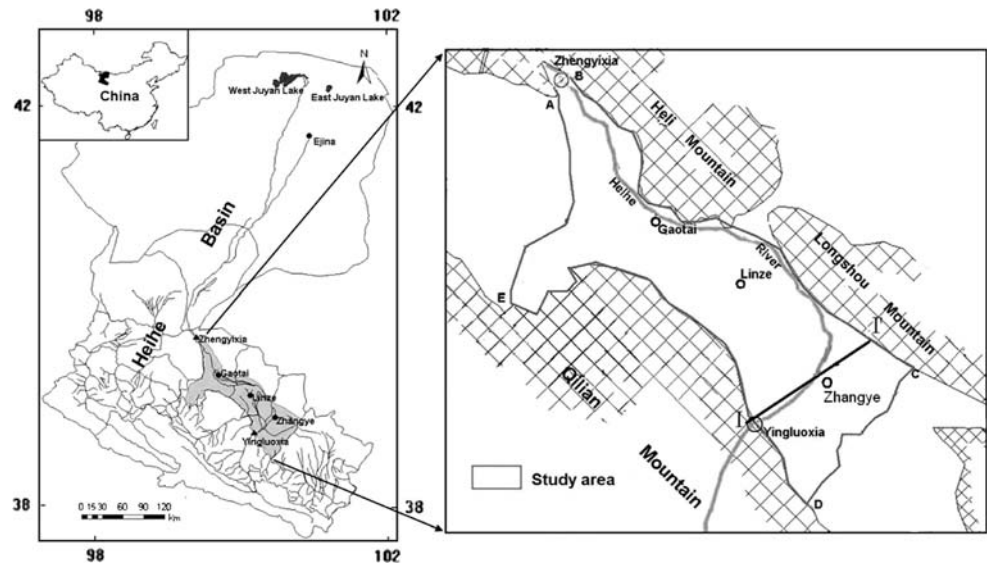 98
102
China
N
West Juyan Lake
East Juyan Lake
42
42
Ejina
Basin
Heihe
Zhengyixia
Gaotai
Linze
Zhangye
Yingluoxia
38
38
0 15 30 60 90 120
km
98
102
Zhengyixia
B
A
Heli
Mountain
Heihe
Gaotai
River
Linze
Longshou
Mountain
E
I'
C
Qilian
Zhangye
I
Yingluoxia
Mountain
Study area
D